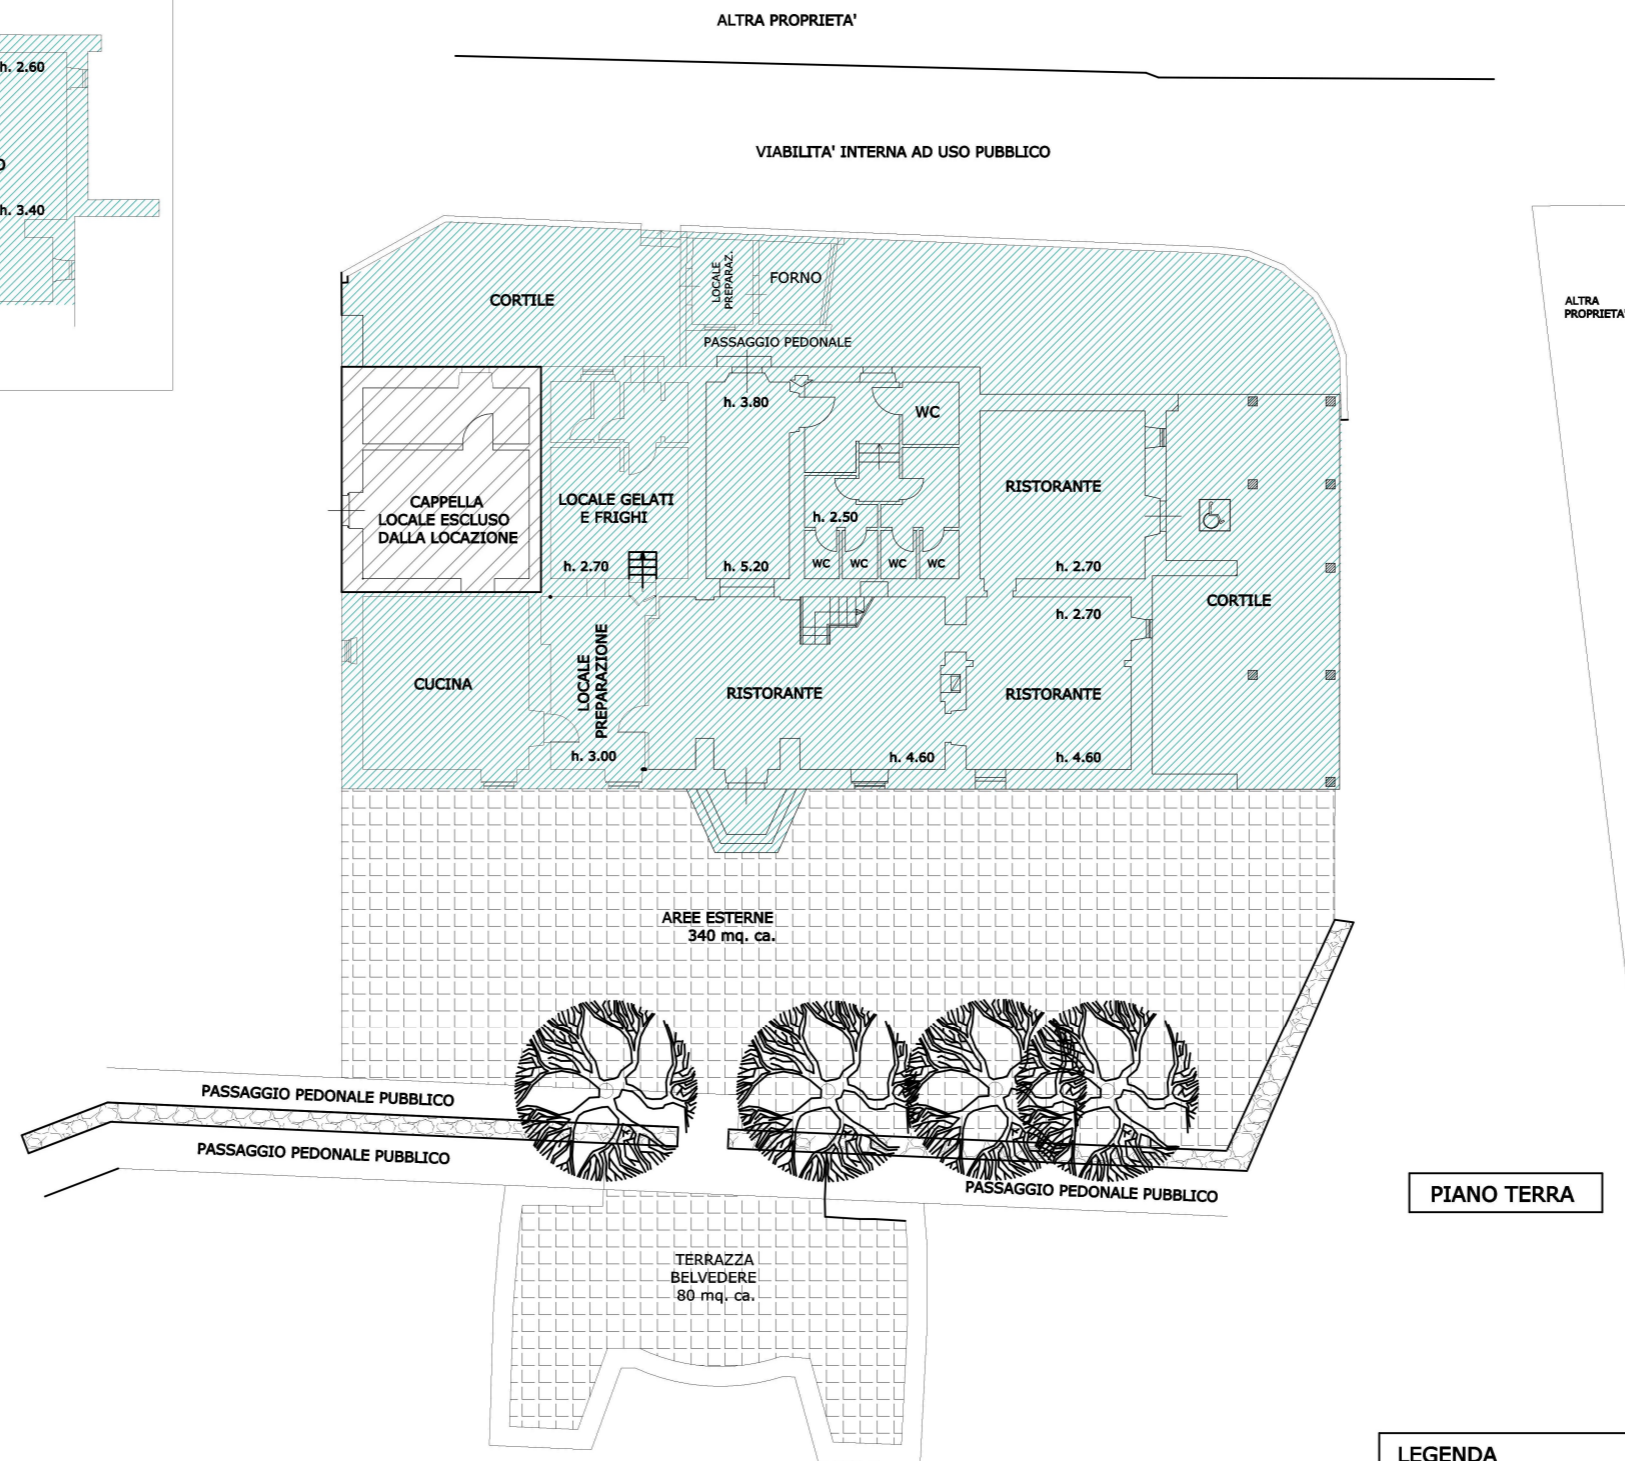 ALTRA PROPRIETA'
h. 2.60
VIABILITA' INTERNA AD USO PUBBLICO
h. 3.40
CORTILE
LOCALE
PREPARAZ.
FORNO
ALTRA
PROPRIETA'
PASSAGGIO PEDONALE
h. 3.80
WC
CAPPELLA
LOCALE ESCLUSO
DALLA LOCAZIONE
LOCALE GELATI
E FRIGHI
h. 2.70
h. 5.20
h. 2.50
WC
WC
WC
WC
RISTORANTE
h. 2.70
CORTILE
h. 2.70
CUCINA
LOCALE
PREPARAZIONE
h. 3.00
RISTORANTE
h. 4.60
RISTORANTE
h. 4.60
AREE ESTERNE
340 mq. ca.
PASSAGGIO PEDONALE PUBBLICO
PASSAGGIO PEDONALE PUBBLICO
PASSAGGIO PEDONALE PUBBLICO
PIANO TERRA
TERRAZZA
BELVEDERE
80 mq. ca.
LEGENDA